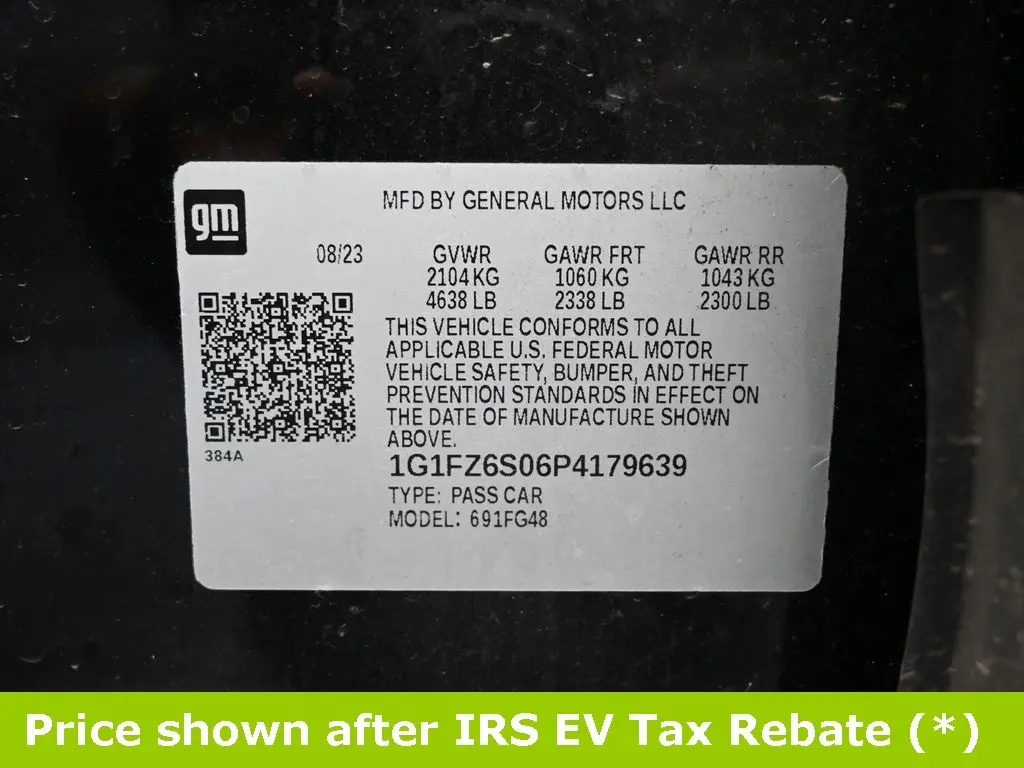 gm
MFD BY GENERAL MOTORS LLC
08/23 GVWR GAWR FRT GAWR RR
2104 KG 1060 KG 1043 KG
4638 LB 2338 LB 2300 LB
THIS VEHICLE CONFORMS TO ALL
APPLICABLE U.S. FEDERAL MOTOR
VEHICLE SAFETY, BUMPER, AND THEFT
PREVENTION STANDARDS IN EFFECT ON
THE DATE OF MANUFACTURE SHOWN
ABOVE.
384A
1G1FZ6S06P4179639
TYPE: PASS CAR
MODEL: 691FG48
Price shown after IRS EV Tax Rebate (*)